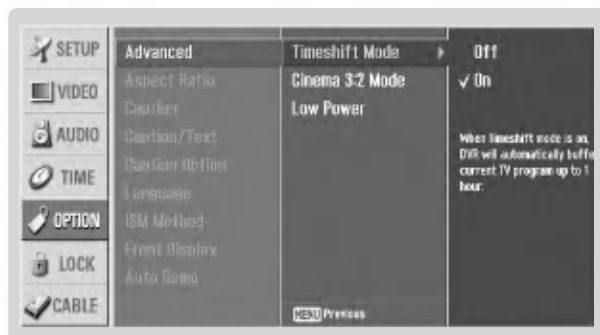 SETUP
VIDEO
AUDIO
TIME
OPTION
LOCK
CABLE
Advanced
Aspect Ratio
Caption
Caption/Text
Caption Option
Language
ISM Method
Front Display
Auto Demo
Timeshift Mode
Cinema 3:2 Mode
Low Power
MENU Previous
Off
✓ On
When timeshift mode is on,
DVR will automatically buffe
current TV program up to 1
hour.